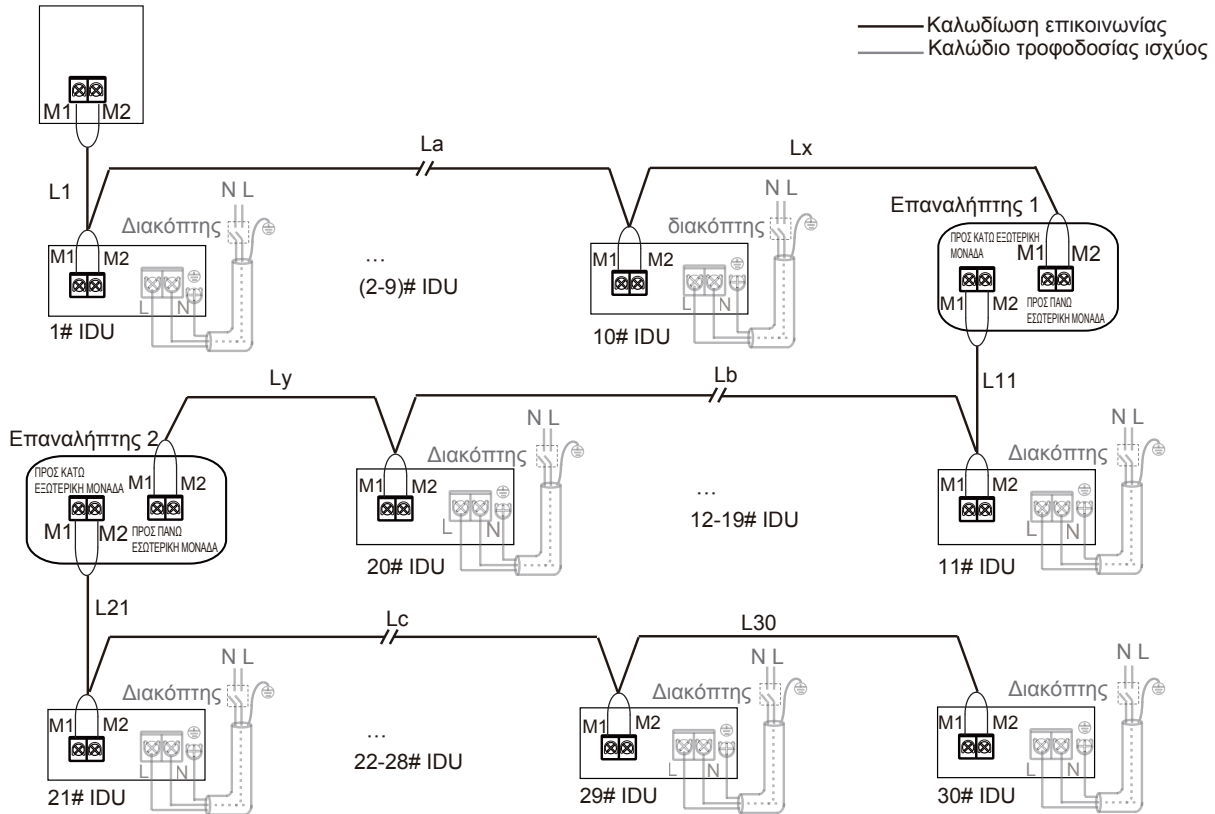 Καλωδίωση επικοινωνίας
Καλώδιο τροφοδοσίας ισχύος
M1 M2
L1
La
Lx
N L
Διακόπτης
M1 M2
L N
1# IDU
...
(2-9)# IDU
N L
διακόπτης
M1 M2
L N
10# IDU
Επαναλήπτης 1
ΠΡΟΣ ΚΑΤΩ ΕΞΩΤΕΡΙΚΗ
ΜΟΝΑΔΑ
M1 M2
M1 M2
ΠΡΟΣ ΠΑΝΩ
ΕΣΩΤΕΡΙΚΗ ΜΟΝΑΔΑ
L11
Ly
Lb
Επαναλήπτης 2
ΠΡΟΣ ΚΑΤΩ
ΕΞΩΤΕΡΙΚΗ ΜΟΝΑΔΑ
M1 M2
M1 M2
ΠΡΟΣ ΠΑΝΩ
ΕΣΩΤΕΡΙΚΗ ΜΟΝΑΔΑ
N L
Διακόπτης
M1 M2
L N
20# IDU
...
12-19# IDU
N L
Διακόπτης
M1 M2
L N
11# IDU
L21
Lc
L30
N L
Διακόπτης
M1 M2
L N
21# IDU
...
22-28# IDU
N L
Διακόπτης
M1 M2
L N
29# IDU
N L
Διακόπτης
M1 M2
L N
30# IDU